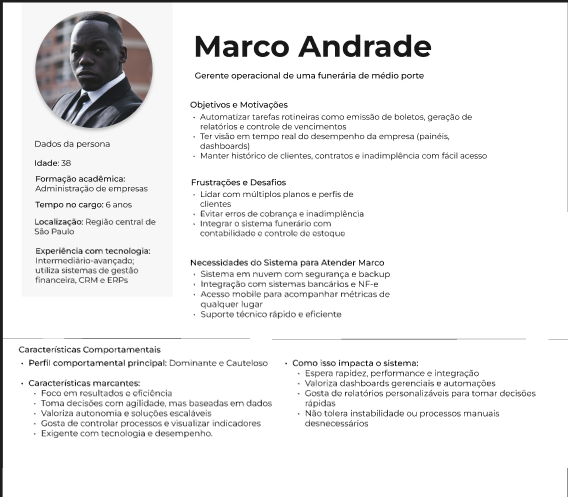 Marco Andrade
Gerente operacional de uma funerária de médio porte
Dados da persona
Idade: 38
Formação acadêmica:
Administração de empresas
Tempo no cargo: 6 anos
Localização: Região central de
São Paulo
Experiência com tecnologia:
Intermediário-avançado;
utiliza sistemas de gestão
financeira, CRM e ERPs
Objetivos e Motivações
• Automatizar tarefas rotineiras como emissão de boletos, geração de
relatórios e controle de vencimentos
• Ter visão em tempo real do desempenho da empresa (painéis,
dashboards)
• Manter histórico de clientes, contratos e inadimplência com fácil acesso
Frustrações e Desafios
• Lidar com múltiplos planos e perfis de
clientes
• Evitar erros de cobrança e inadimplência
• Integrar o sistema funerário com
contabilidade e controle de estoque
Necessidades do Sistema para Atender Marco
• Sistema em nuvem com segurança e backup
• Integração com sistemas bancários e NF-e
• Acesso mobile para acompanhar métricas de
qualquer lugar
• Suporte técnico rápido e eficiente
Características Comportamentais
• Perfil comportamental principal: Dominante e Cauteloso
• Características marcantes:
• Foco em resultados e eficiência
• Toma decisões com agilidade, mas baseadas em dados
• Valoriza autonomia e soluções escaláveis
• Gosta de controlar processos e visualizar indicadores
• Exigente com tecnologia e desempenho.
• Como isso impacta o sistema:
• Espera rapidez, performance e integração
• Valoriza dashboards gerenciais e automações
• Gosta de relatórios personalizáveis para tomar decisões
rápidas
• Não tolera instabilidade ou processos manuais
desnecessários